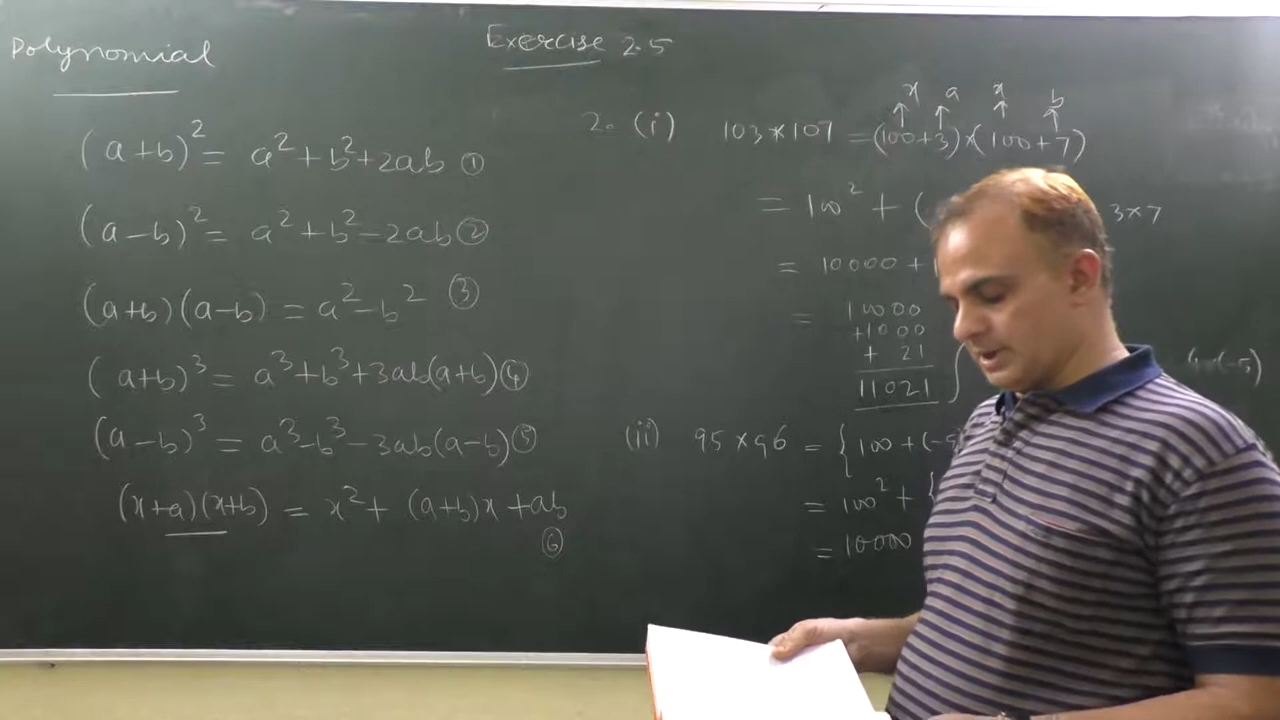 Polynomial
Exercise 2.5
(a+b)² = a²+b²+2ab ①
(a-b)² = a²+b²-2ab ②
(a+b)(a-b) = a²-b² ③
(a+b)³ = a³+b³+3ab(a+b) ④
(a-b)³ = a³-b³-3ab(a-b) ⑤
(x+a)(x+b) = x²+ (a+b)x+ab
⑥
x a x b
2. (i) 103×107 = (100+3)×(100+7)
= 100² + ( 3×7
= 10000 +
= 10000
+1000
+ 21
11021
(ii) 95×96 = {100+(-5
= 100² + {
= 10000